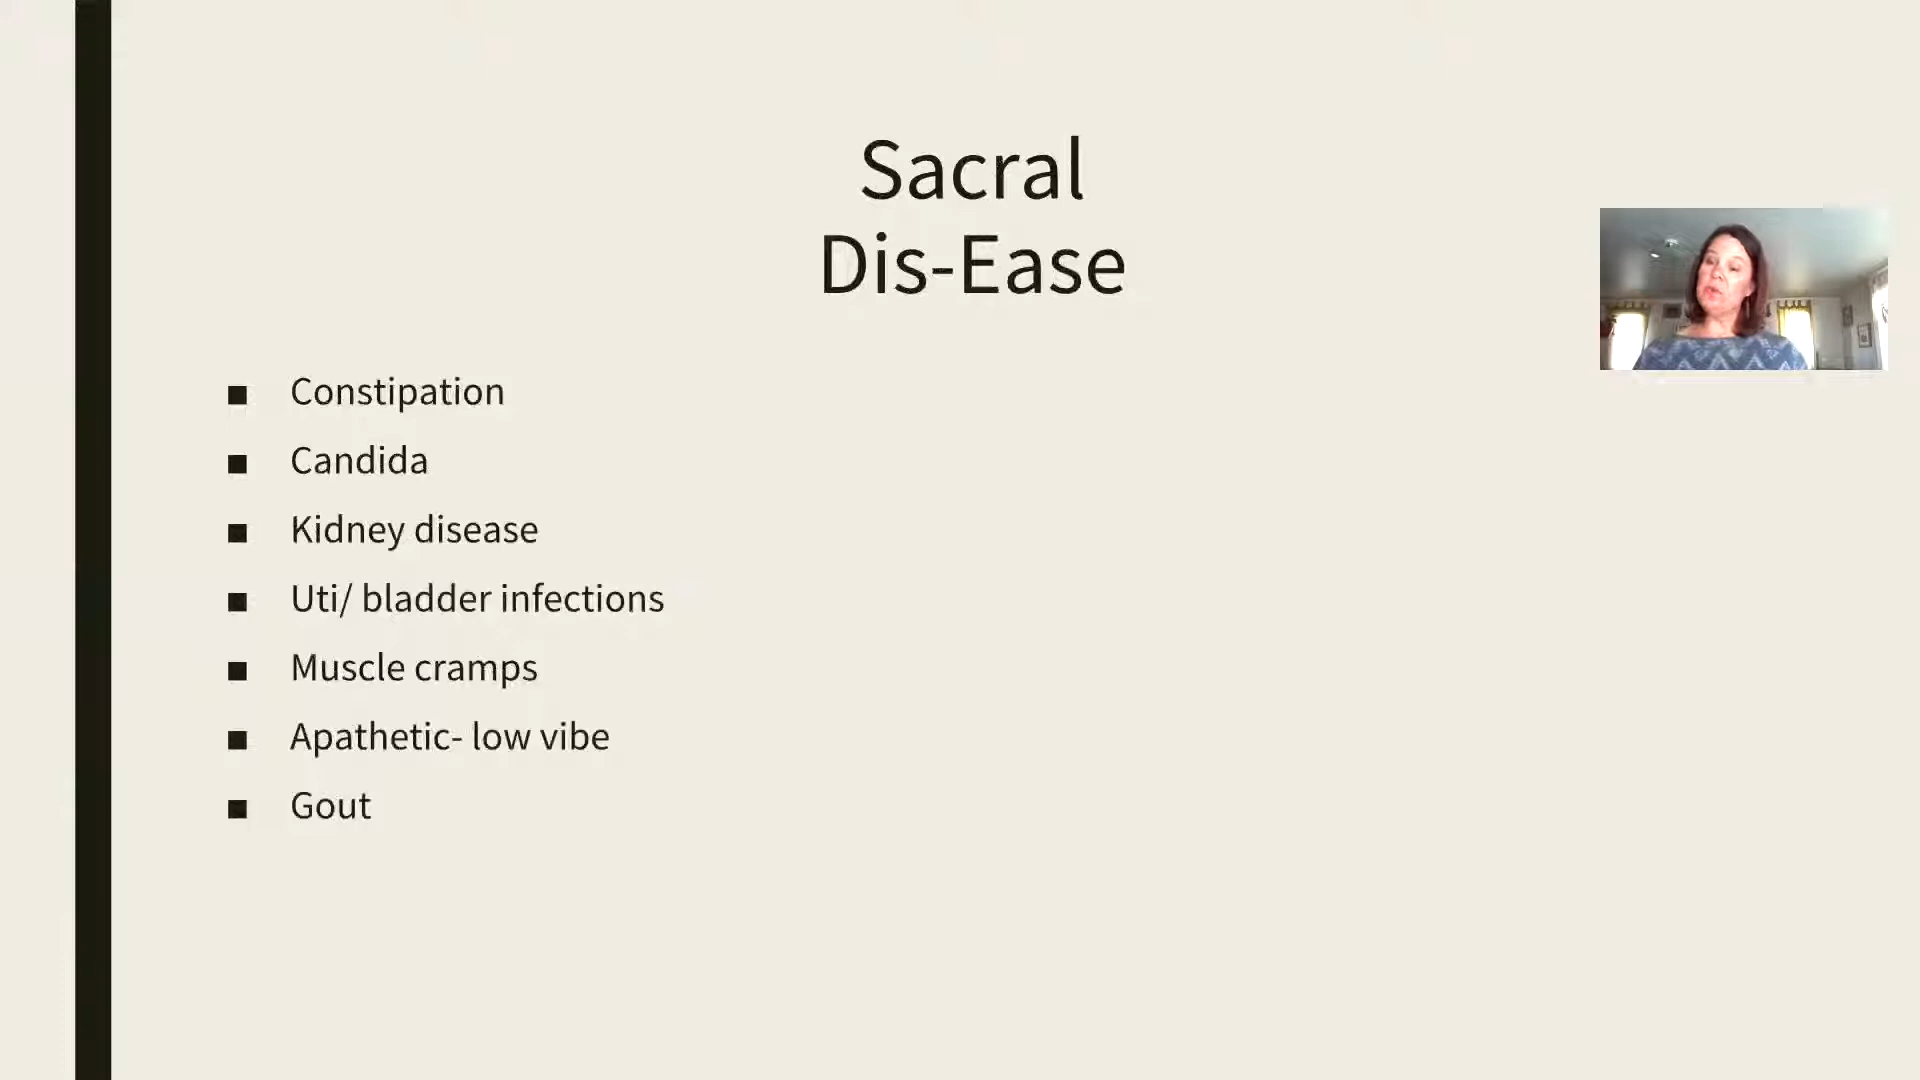 Sacral
Dis-Ease
Constipation
Candida
Kidney disease
Uti/ bladder infections
Muscle cramps
Apathetic- low vibe
Gout